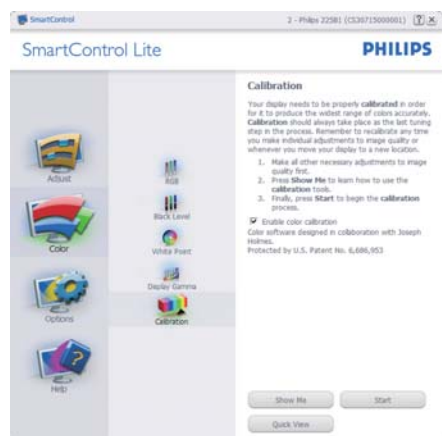 SmartControl
2 - Philips 225B1 (CS30715000001)
SmartControl Lite
PHILIPS
Adjust
Color
Options
Help
RGB
Black Level
White Point
Display Gamma
Calibration
Calibration
Your display needs to be properly calibrated in order
for it to produce the widest range of colors accurately.
Calibration should always take place as the last tuning
step in the process. Remember to recalibrate any time
you make individual adjustments to image quality or
whenever you move your display to a new location.
1. Make all other necessary adjustments to image
quality first.
2. Press Show Me to learn how to use the
calibration tools.
3. Finally, press Start to begin the calibration
process.
Enable color calibration
Color software designed in collaboration with Joseph
Holmes.
Protected by U.S. Patent No. 6,686,953
Show Me
Start
Quick View